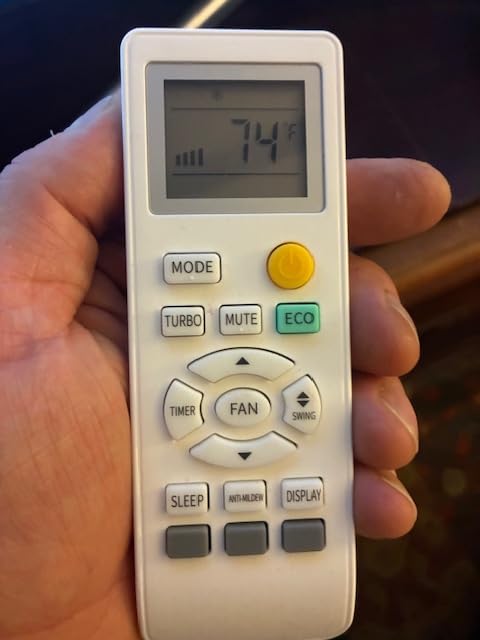 74°F
MODE
TURBO MUTE ECO
TIMER FAN SWING
SLEEP ANTI-MILDEW DISPLAY